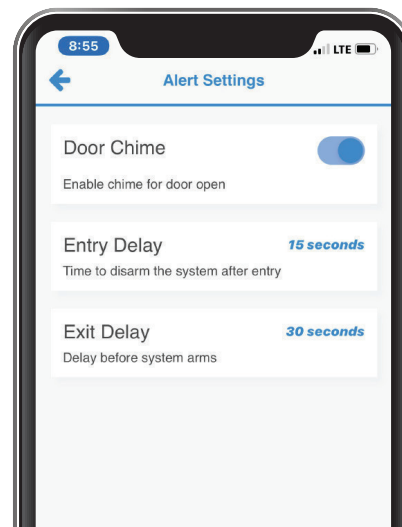 8:55 LTE
Alert Settings
Door Chime
Enable chime for door open
Entry Delay 15 seconds
Time to disarm the system after entry
Exit Delay 30 seconds
Delay before system arms